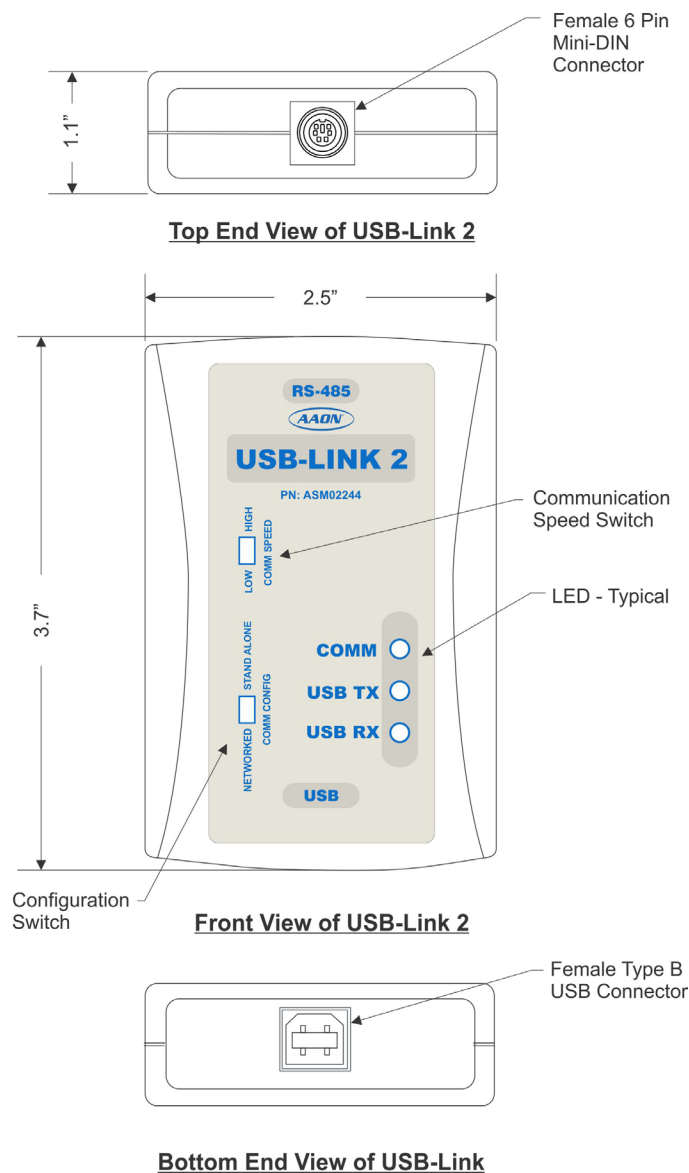 Female 6 Pin
Mini-DIN
Connector
1.1”
Top End View of USB-Link 2
2.5”
3.7”
RS-485
AAON
USB-LINK 2
PN: ASM02244
LOW HIGH
COMM SPEED
Communication
Speed Switch
LED - Typical
NETWORKED STAND ALONE
COMM CONFIG
COMM
USB TX
USB RX
USB
Configuration
Switch
Front View of USB-Link 2
Female Type B
USB Connector
Bottom End View of USB-Link